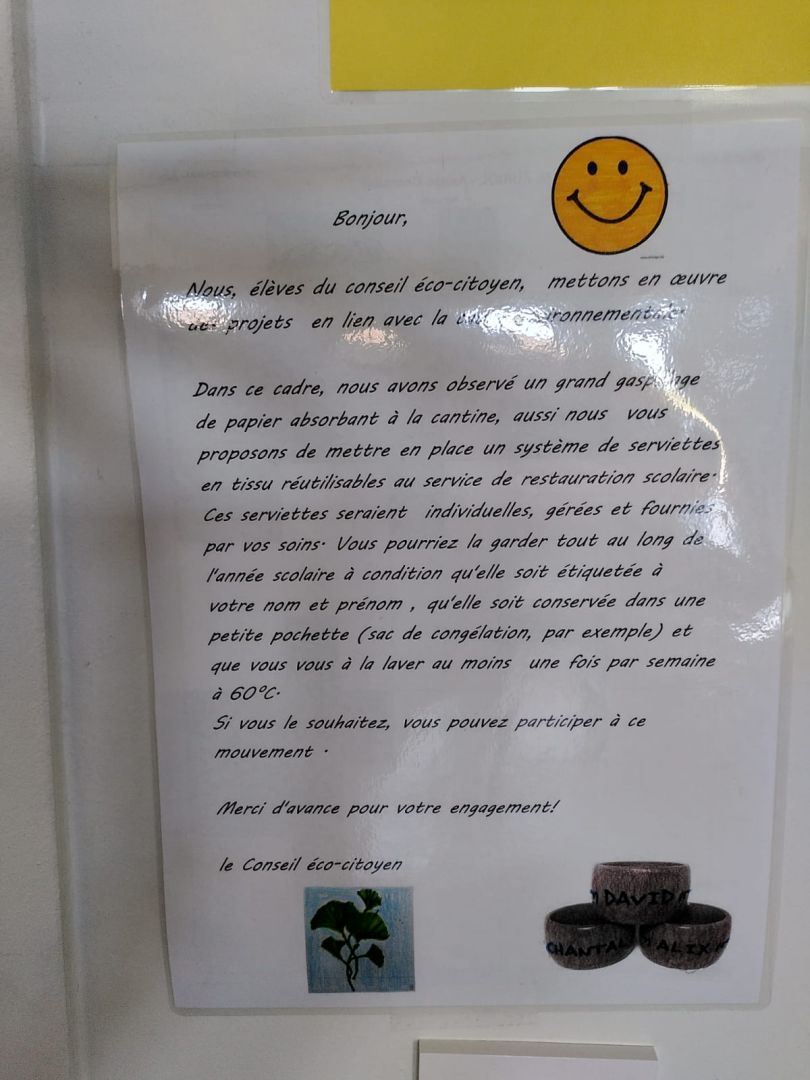 Bonjour,
Nous, élèves du conseil éco-citoyen, mettons en œuvre
projets en lien avec la
Dans ce cadre, nous avons observé un grand
de papier absorbant à la cantine, aussi nous vous
proposons de mettre en place un système de serviettes
en tissu réutilisables au service de restauration scolaire.
Ces serviettes seraient individuelles, gérées et fournies
par vos soins. Vous pourriez la garder tout au long de
l'année scolaire à condition qu'elle soit étiquetée à
votre nom et prénom , qu'elle soit conservée dans une
petite pochette (sac de congélation, par exemple) et
que vous vous à la laver au moins une fois par semaine
à 60°C.
Si vous le souhaitez, vous pouvez participer à ce
mouvement .
Merci d'avance pour votre engagement!
le Conseil éco-citoyen
DAVID
CHANTAL ALIX